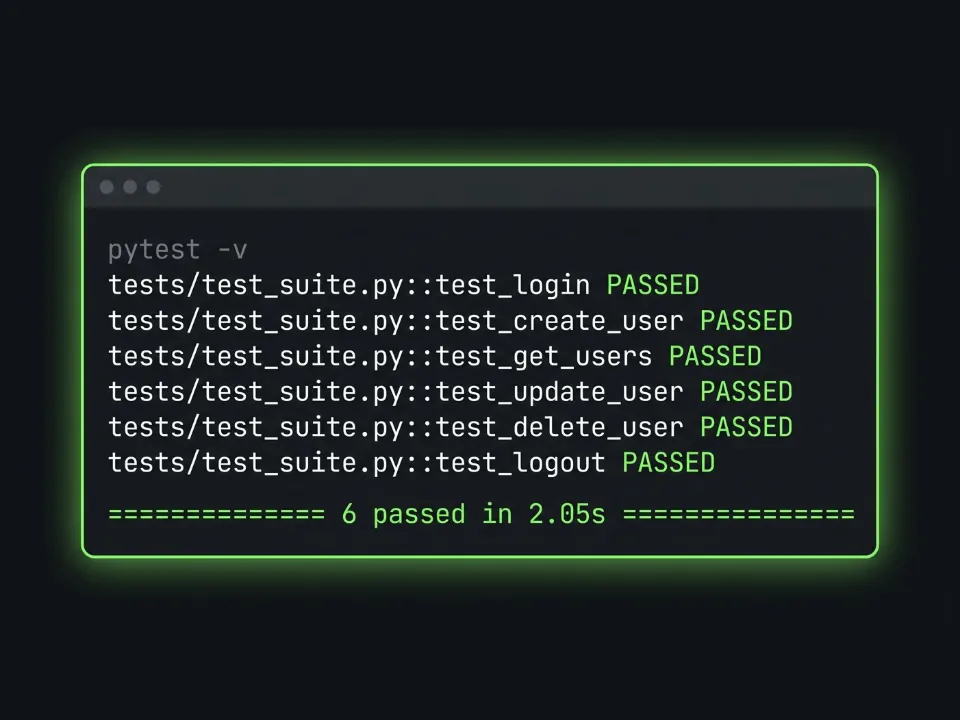 pytest -v
tests/test_suite.py::test_login PASSED
tests/test_suite.py::test_create_user PASSED
tests/test_suite.py::test_get_users PASSED
tests/test_suite.py::test_update_user PASSED
tests/test_suite.py::test_delete_user PASSED
tests/test_suite.py::test_logout PASSED
============== 6 passed in 2.05s ===============